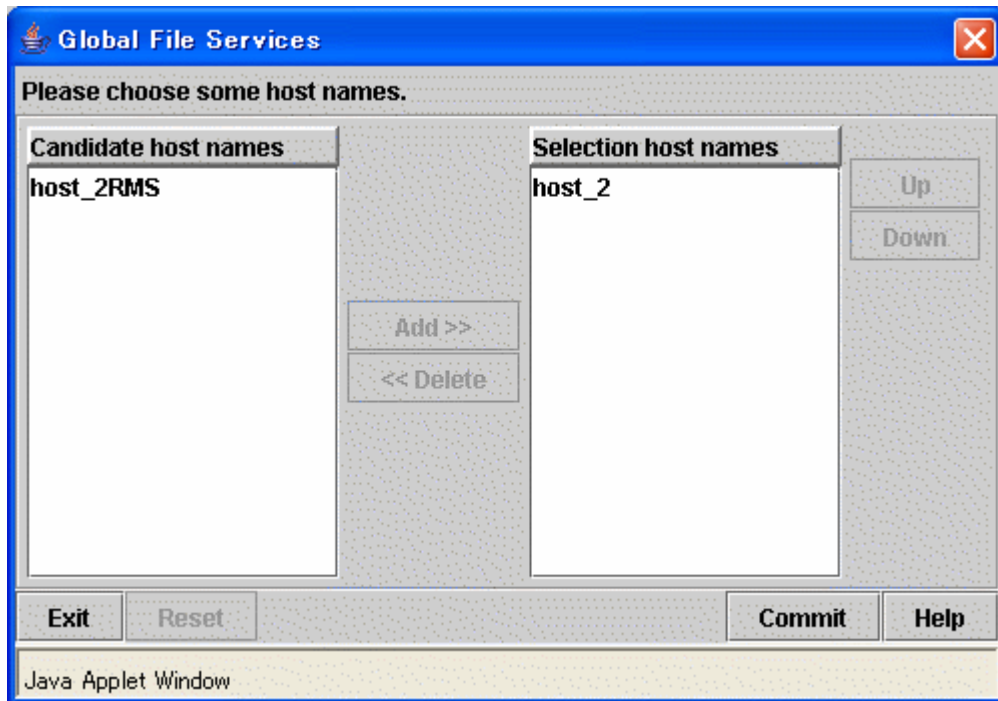 Global File Services
Please choose some host names.
Candidate host names
host_2RMS
Add >>
<< Delete
Selection host names
host_2
Up
Down
Exit
Reset
Commit
Help
Java Applet Window